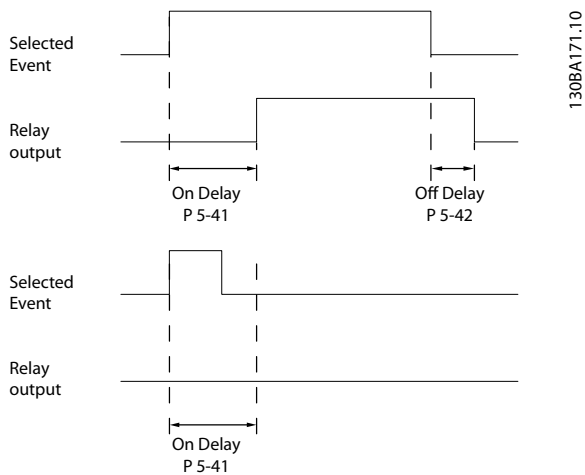 Selected
Event
Relay
output
On Delay
P 5-41
Off Delay
P 5-42
Selected
Event
Relay
output
On Delay
P 5-41
130BA171.10